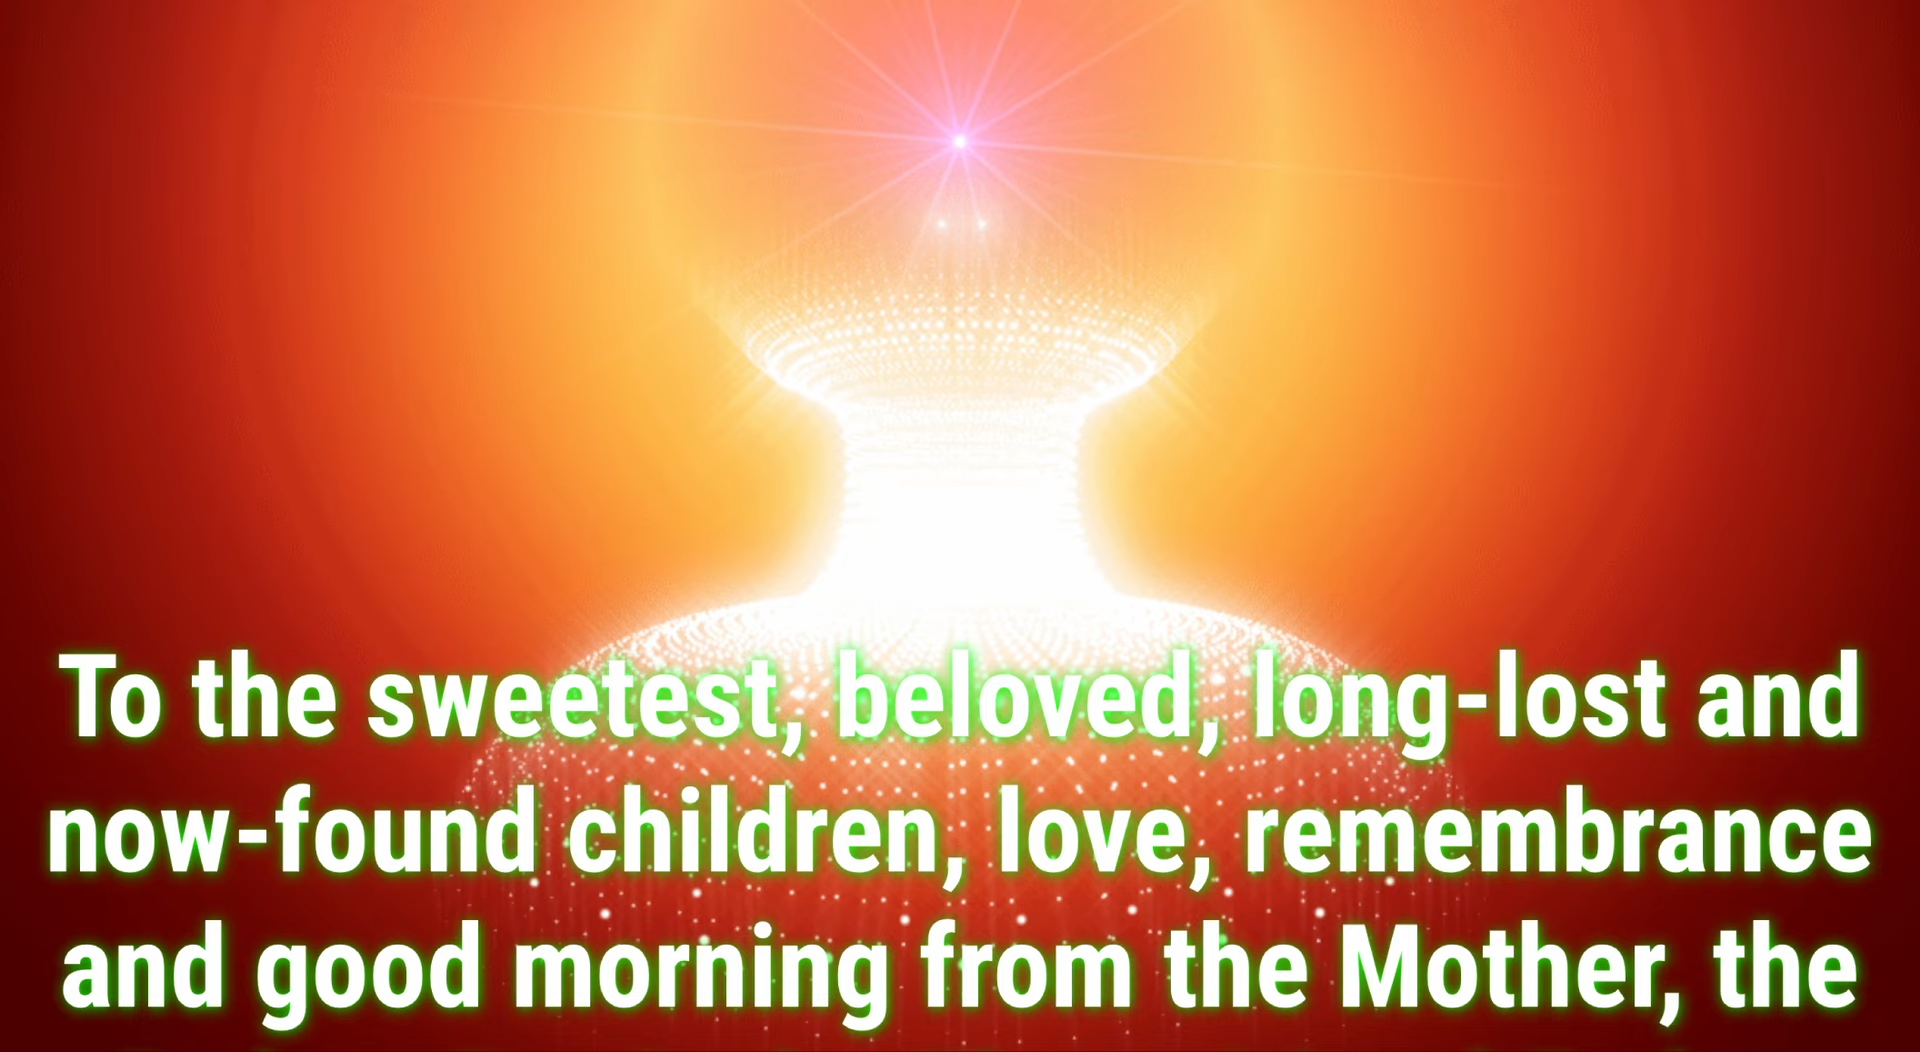 To the sweetest, beloved, long-lost and
now-found children, love, remembrance
and good morning from the Mother, the